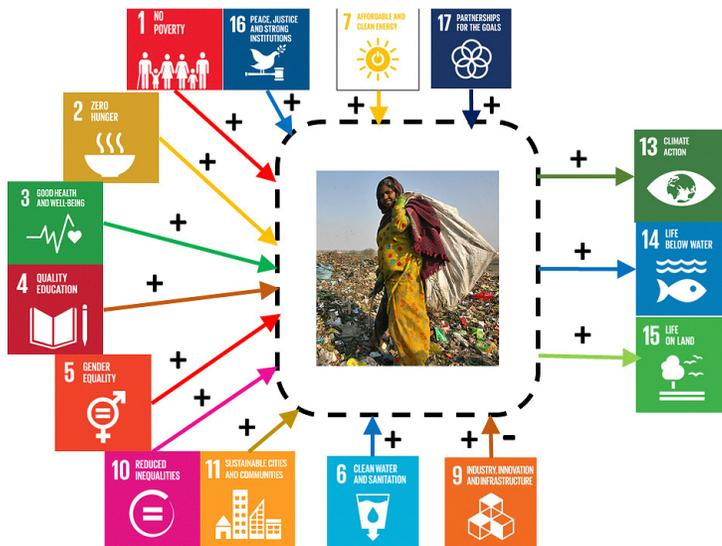 1 NO
POVERTY
16 PEACE, JUSTICE
AND STRONG
INSTITUTIONS
7 AFFORDABLE AND
CLEAN ENERGY
17 PARTNERSHIPS
FOR THE GOALS
+
+
+
+
2 ZERO
HUNGER
+
3 GOOD HEALTH
AND WELL-BEING
+
4 QUALITY
EDUCATION
+
5 GENDER
EQUALITY
+
+
+
10 REDUCED
INEQUALITIES
11 SUSTAINABLE CITIES
AND COMMUNITIES
+
6 CLEAN WATER
AND SANITATION
+ -
9 INDUSTRY, INNOVATION
AND INFRASTRUCTURE
+
13 CLIMATE
ACTION
+
14 LIFE
BELOW WATER
+
15 LIFE
ON LAND